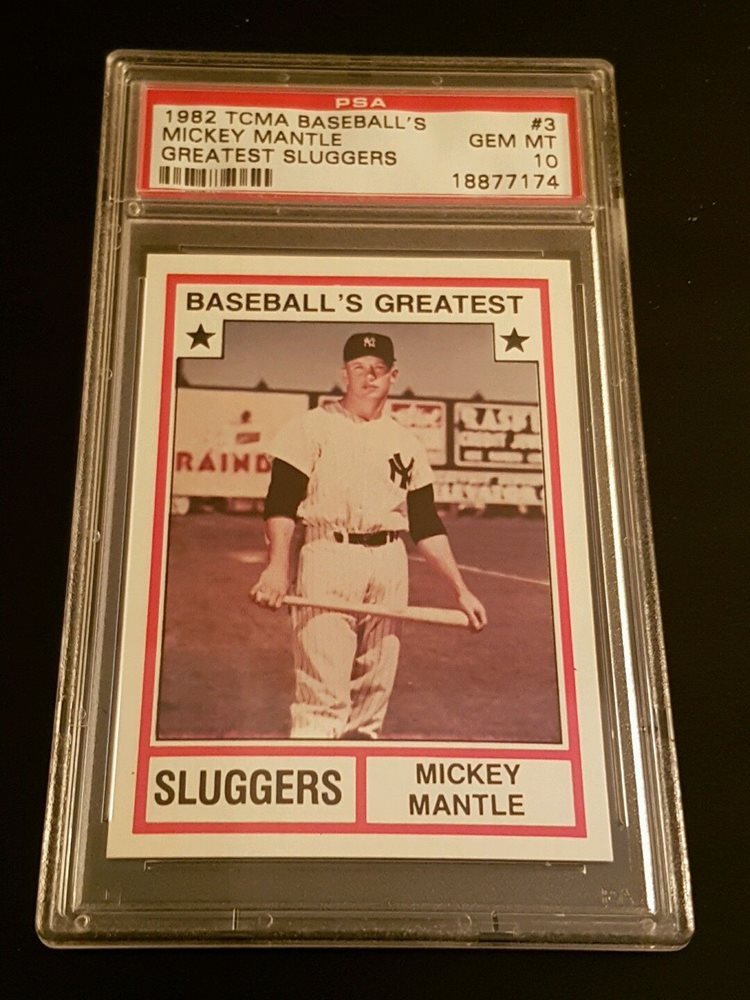 PSA
1982 TCMA BASEBALL'S #3
MICKEY MANTLE GEM MT
GREATEST SLUGGERS 10
18877174
BASEBALL'S GREATEST
NY
RAIND
NY
SLUGGERS
MICKEY
MANTLE